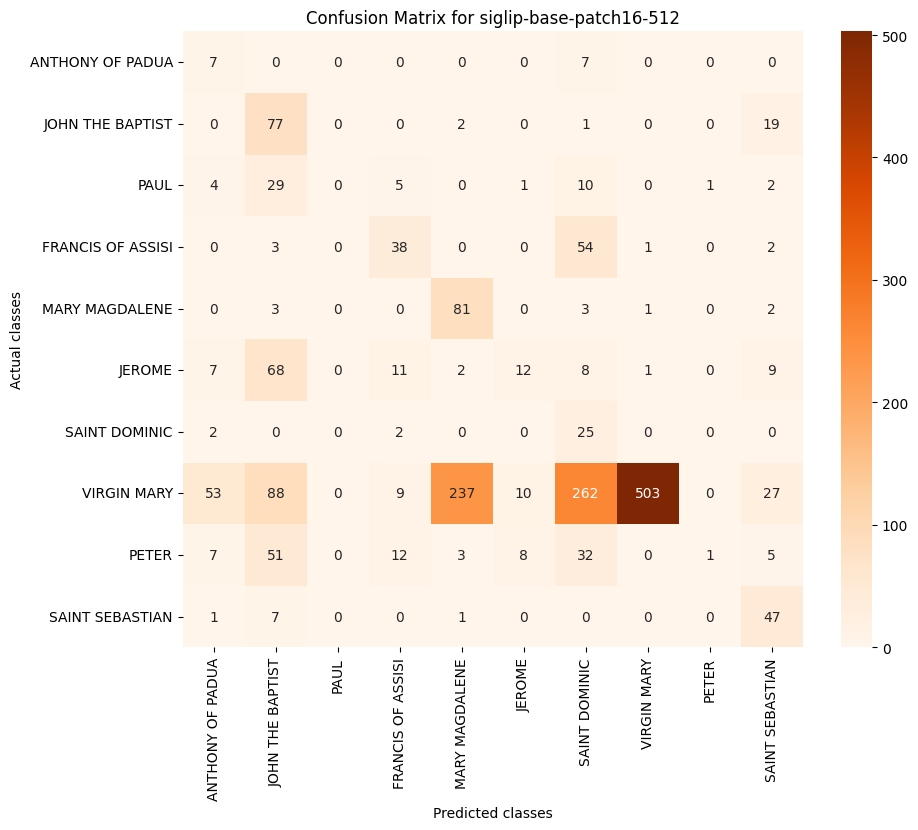 Confusion Matrix for siglip-base-patch16-512
Actual classes
ANTHONY OF PADUA 7 0 0 0 0 0 7 0 0 0
JOHN THE BAPTIST 0 77 0 0 2 0 1 0 0 19
PAUL 4 29 0 5 0 1 10 0 1 2
FRANCIS OF ASSISI 0 3 0 38 0 0 54 1 0 2
MARY MAGDALENE 0 3 0 0 81 0 3 1 0 2
JEROME 7 68 0 11 2 12 8 1 0 9
SAINT DOMINIC 2 0 0 2 0 0 25 0 0 0
VIRGIN MARY 53 88 0 9 237 10 262 503 0 27
PETER 7 51 0 12 3 8 32 0 1 5
SAINT SEBASTIAN 1 7 0 0 1 0 0 0 0 47
ANTHONY OF PADUA
JOHN THE BAPTIST
PAUL
FRANCIS OF ASSISI
MARY MAGDALENE
JEROME
SAINT DOMINIC
VIRGIN MARY
PETER
SAINT SEBASTIAN
Predicted classes
500
400
300
200
100
0